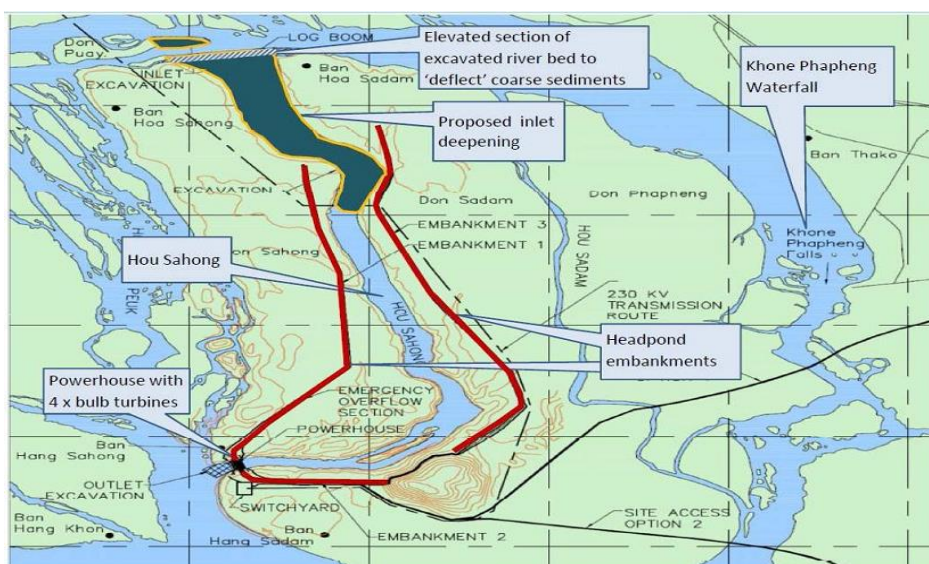 Don
Puay
LOG BOOM
INLET
EXCAVATION
Ban
Hoa Sadam
Ban
Hoa Sahong
Elevated section of
excavated river bed to
'deflect' coarse sediments
Khone Phapheng
Waterfall
Proposed inlet
deepening
Ban Thako
EXCAVATION
Don Sadam
Don Phapheng
EMBANKMENT 3
EMBANKMENT 1
Khone
Phapheng
Falls
Hou Sahong
on Sahong
HOU SADAM
PEUK
HOU SAHONG
230 KV
TRANSMISSION
ROUTE
Headpond
embankments
Powerhouse with
4 x bulb turbines
EMERGENCY
OVERFLOW
SECTION
POWERHOUSE
Ban
Hang Sahong
OUTLET
EXCAVATION
Ban
Hang Khon
SWITCHYARD
Ban
Hang Sadam
EMBANKMENT 2
SITE ACCESS
OPTION 2